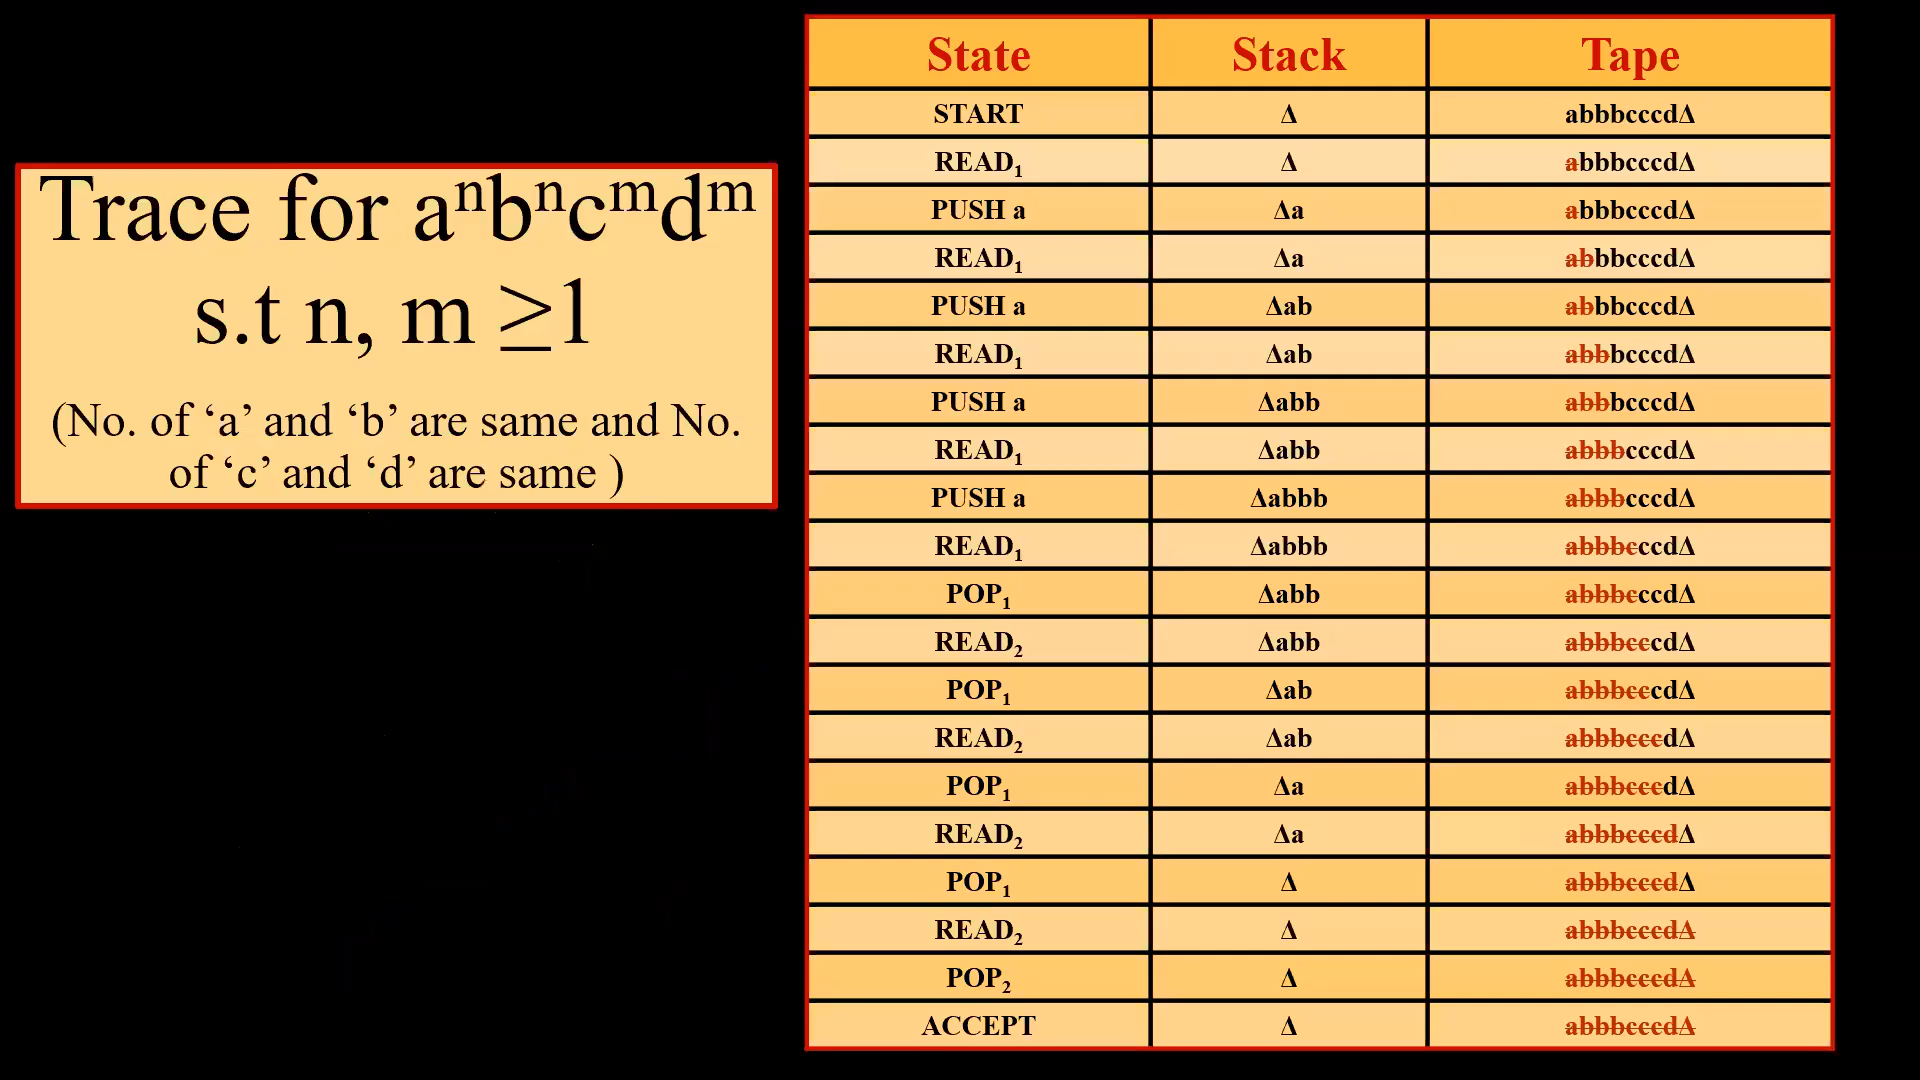 Trace for aⁿbⁿcᵐdᵐ
s.t n, m ≥1
(No. of ‘a’ and ‘b’ are same and No.
of ‘c’ and ‘d’ are same )
State Stack Tape
START Δ abbbcccdΔ
READ₁ Δ abbbcccdΔ
PUSH a Δa abbbcccdΔ
READ₁ Δa abbbcccdΔ
PUSH a Δab abbbcccdΔ
READ₁ Δab abbbcccdΔ
PUSH a Δabb abbbcccdΔ
READ₁ Δabb abbbcccdΔ
PUSH a Δabbb abbbcccdΔ
READ₁ Δabbb abbbcccdΔ
POP₁ Δabb abbbcccdΔ
READ₂ Δabb abbbcccdΔ
POP₁ Δab abbbcccdΔ
READ₂ Δab abbbcccdΔ
POP₁ Δa abbbcccdΔ
READ₂ Δa abbbcccdΔ
POP₁ Δ abbbcccdΔ
READ₂ Δ abbbcccdΔ
POP₂ Δ abbbcccdΔ
ACCEPT Δ abbbcccdΔ